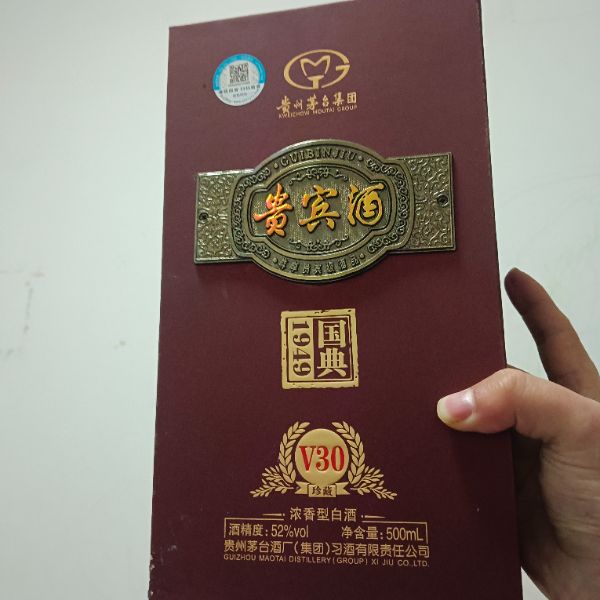 贵州茅台集团
KWEIZHOW MOUTAI GROUP
·GUIBINJIU·
贵宾酒
国典
1949
V30
珍藏
浓香型白酒
酒精度:52%vol 净含量:500mL
贵州茅台酒厂(集团)习酒有限责任公司
GUIZHOU MAOTAI DISTILLERY(GROUP) XI JIU CO.,LTD.